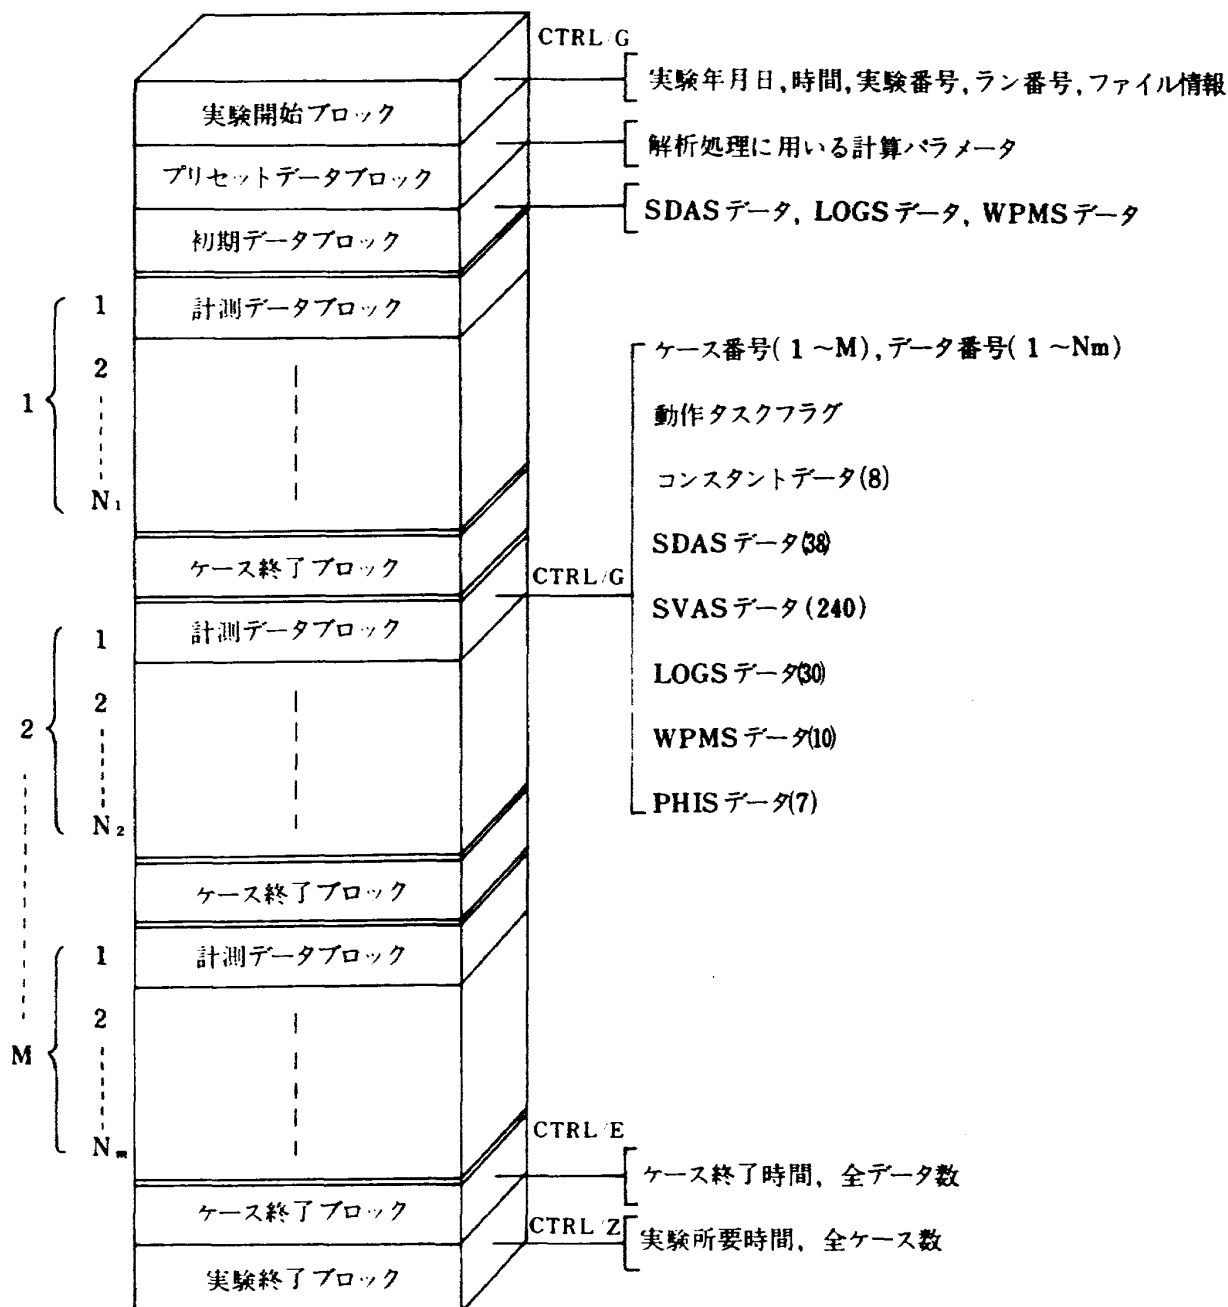 CTRL/G
実験年月日,時間,実験番号,ラン番号,ファイル情報
実験開始ブロック
解析処理に用いる計算パラメータ
プリセットデータブロック
SDASデータ, LOGSデータ, WPMSデータ
初期データブロック
1
計測データブロック
2
1
N₁
ケース番号(1~M),データ番号(1~Nm)
動作タスクフラグ
コンスタントデータ(8)
SDASデータ(38)
ケース終了ブロック
CTRL/G
SVASデータ(240)
1
計測データブロック
LOGSデータ(30)
2
2
WPMSデータ(10)
N₂
PHISデータ(7)
ケース終了ブロック
1
計測データブロック
2
M
Nm
CTRL/E
ケース終了時間, 全データ数
ケース終了ブロック
CTRL/Z
実験所要時間, 全ケース数
実験終了ブロック